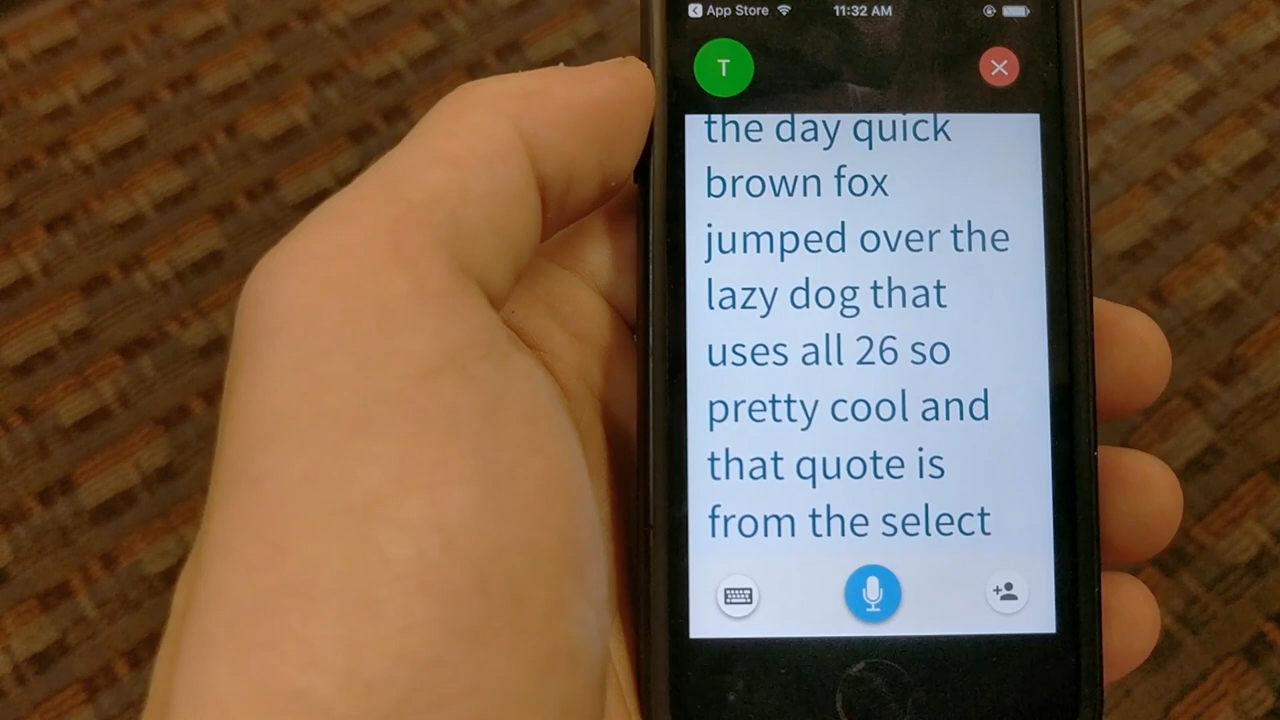 App Store 11:32 AM
T
the day quick
brown fox
jumped over the
lazy dog that
uses all 26 so
pretty cool and
that quote is
from the select